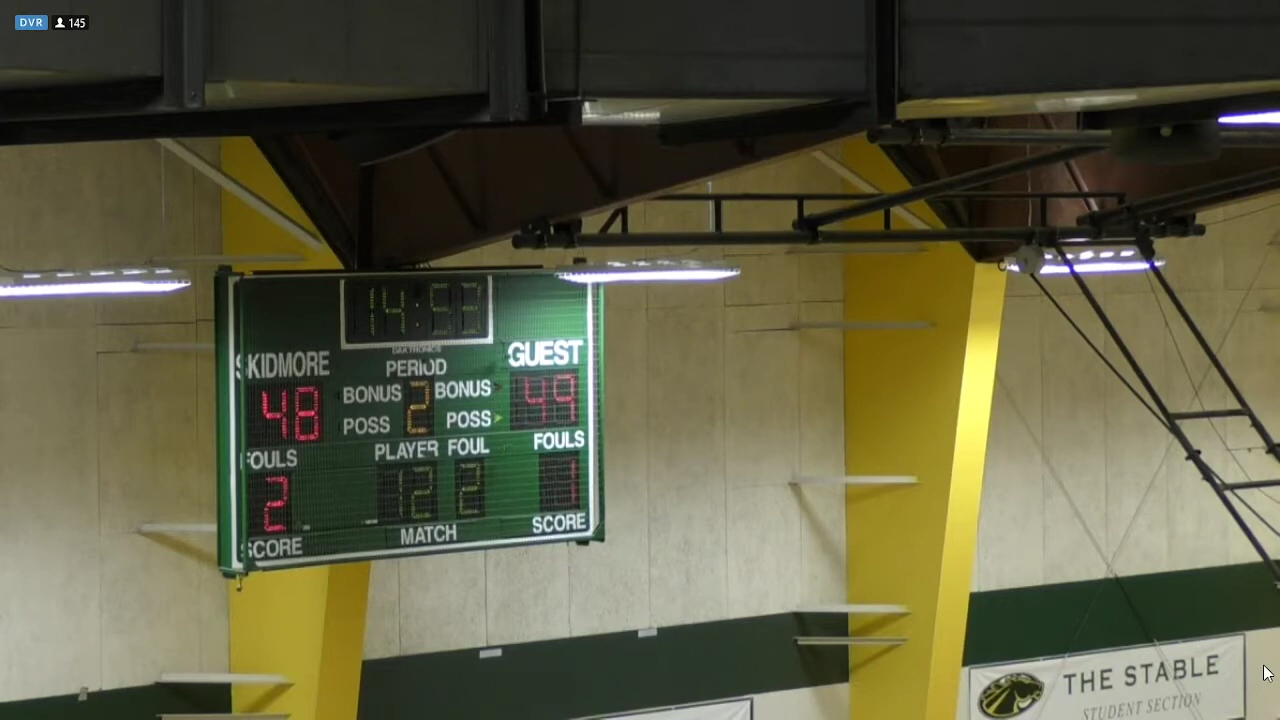 DVR 145
14:53
DAKTRONICS
SKIDMORE GUEST
PERIOD
48 BONUS 2 BONUS 49
POSS POSS
FOULS PLAYER FOUL FOULS
2 12 2 1
SCORE MATCH SCORE
THE STABLE
STUDENT SECTION